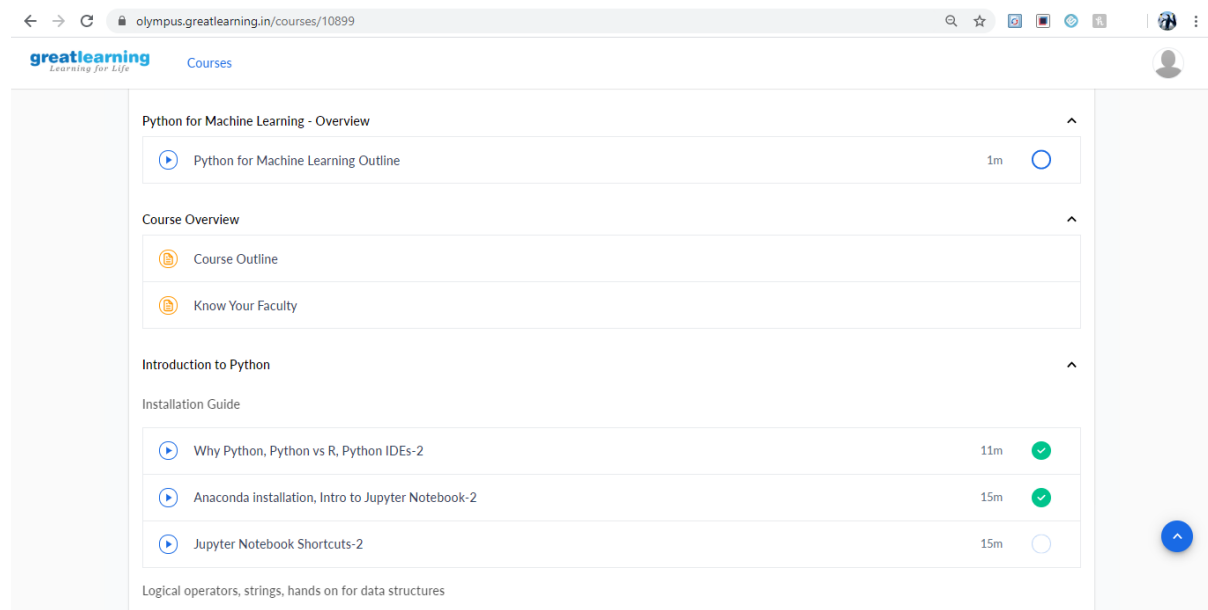 olympus.greatlearning.in/courses/10899
greatlearning
Learning for Life
Courses
Python for Machine Learning - Overview
Python for Machine Learning Outline 1m
Course Overview
Course Outline
Know Your Faculty
Introduction to Python
Installation Guide
Why Python, Python vs R, Python IDEs-2 11m
Anaconda installation, Intro to Jupyter Notebook-2 15m
Jupyter Notebook Shortcuts-2 15m
Logical operators, strings, hands on for data structures